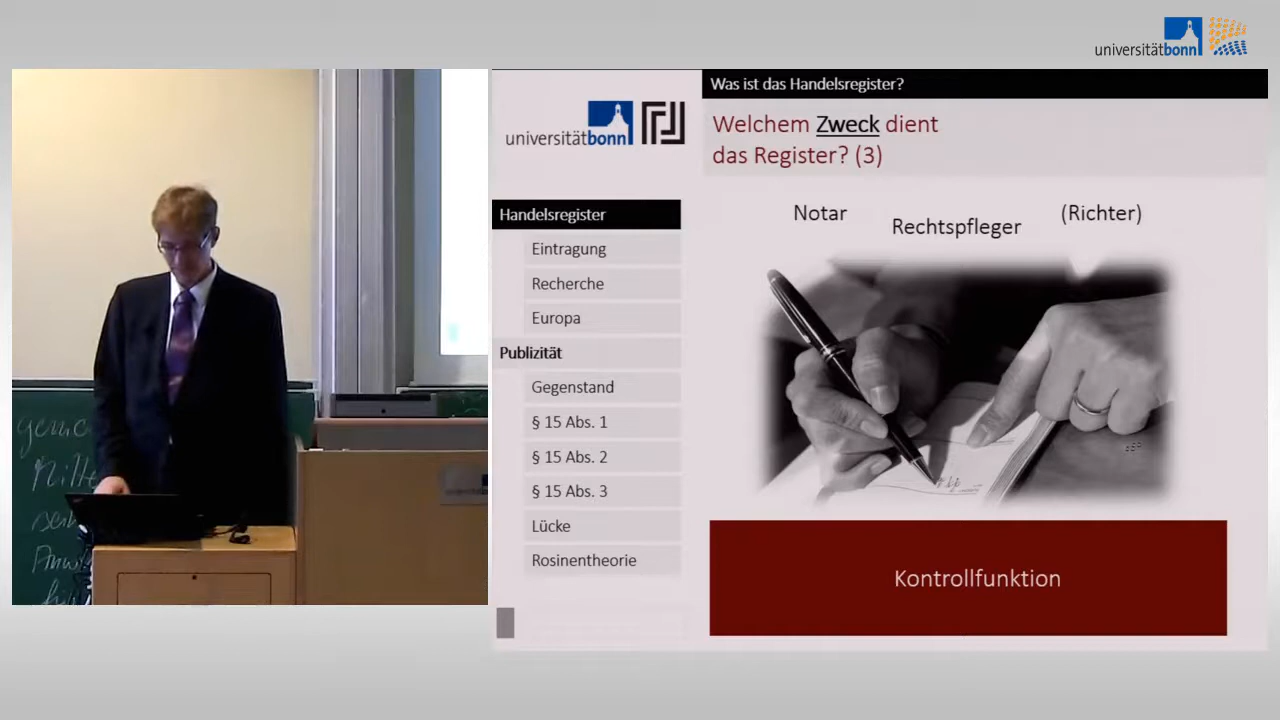 universitätbonn
Was ist das Handelsregister?
universitätbonn
Welchem Zweck dient
das Register? (3)
Handelsregister
Eintragung
Recherche
Europa
Publizität
Gegenstand
§ 15 Abs. 1
§ 15 Abs. 2
§ 15 Abs. 3
Lücke
Rosinentheorie
Notar
Rechtspfleger
(Richter)
Kontrollfunktion